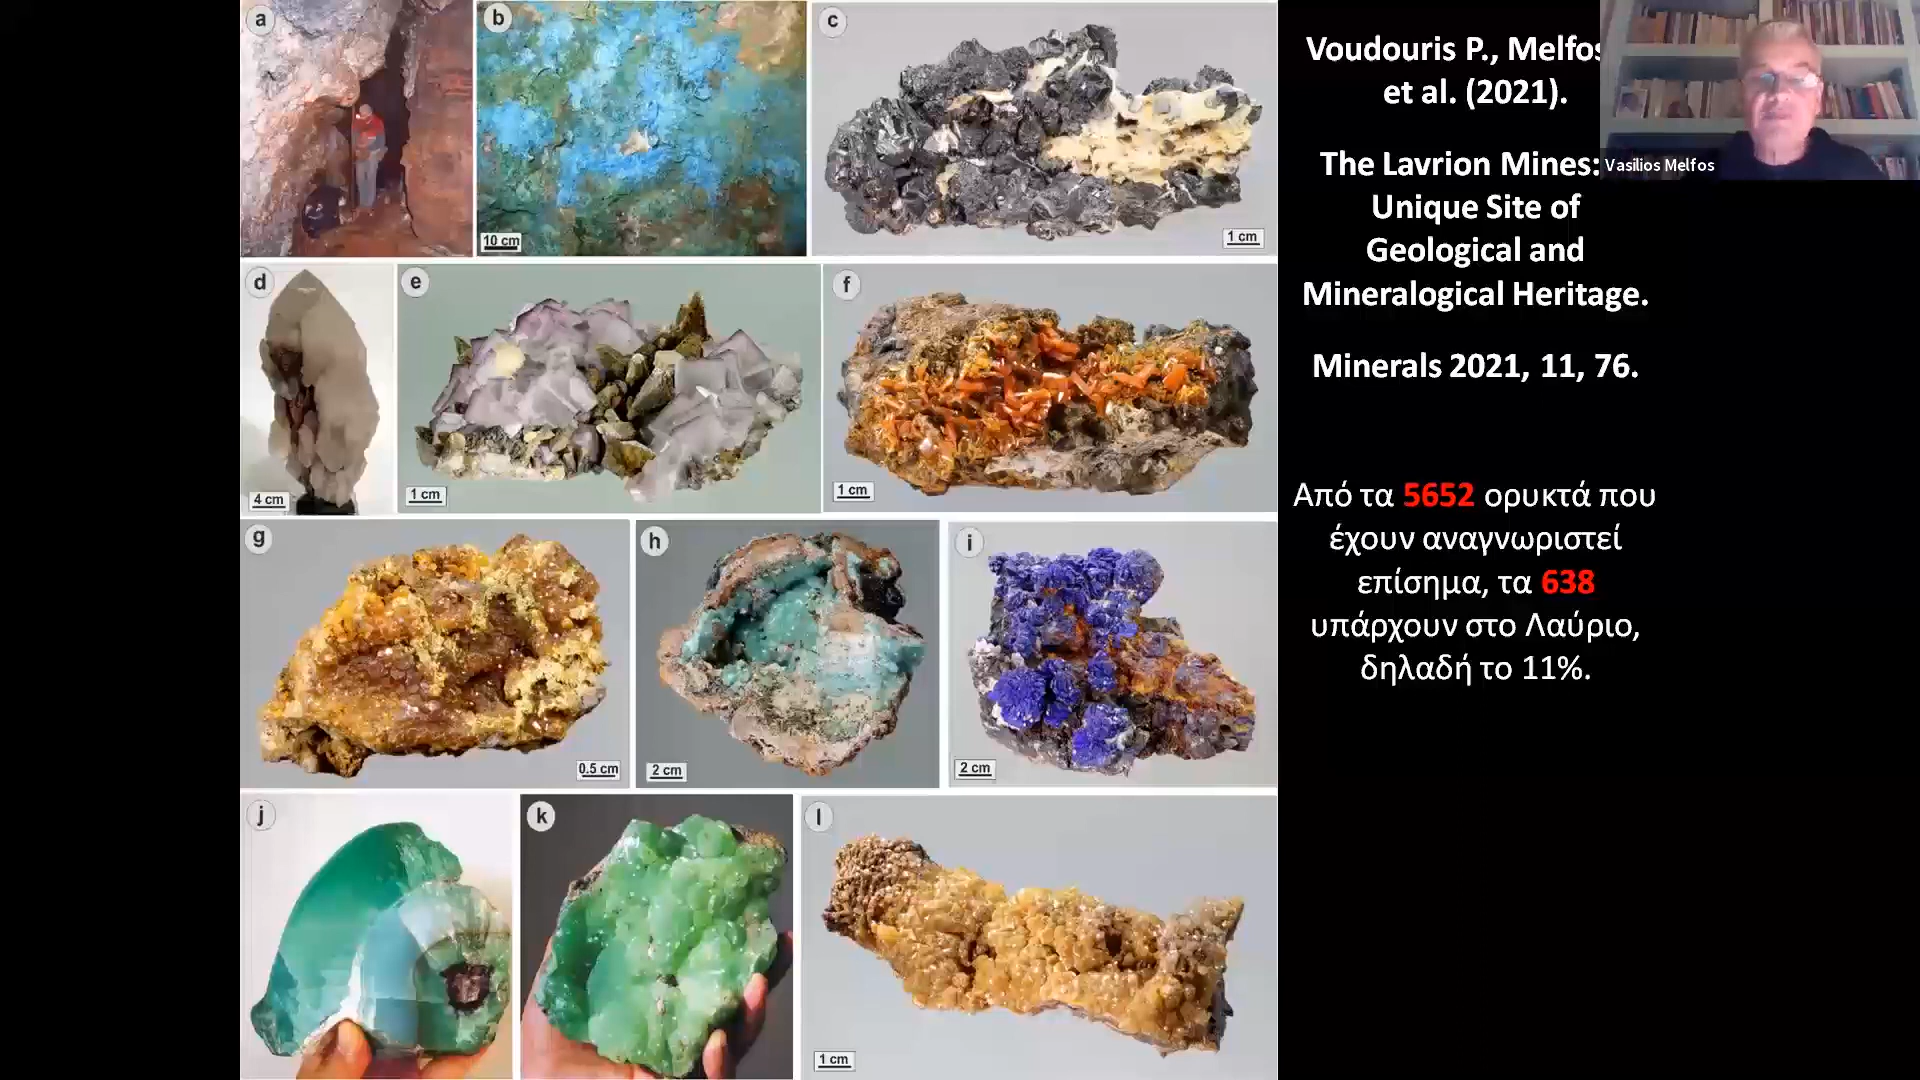 a
b
c
10 cm
1 cm
d
e
f
4 cm
1 cm
1 cm
g
h
i
0.5 cm
2 cm
2 cm
j
k
l
1 cm
Voudouris P., Melfos
et al. (2021).
The Lavrion Mines:
Unique Site of
Geological and
Mineralogical Heritage.
Minerals 2021, 11, 76.
Από τα 5652 ορυκτά που
έχουν αναγνωριστεί
επίσημα, τα 638
υπάρχουν στο Λαύριο,
δηλαδή το 11%.
Vasilios Melfos